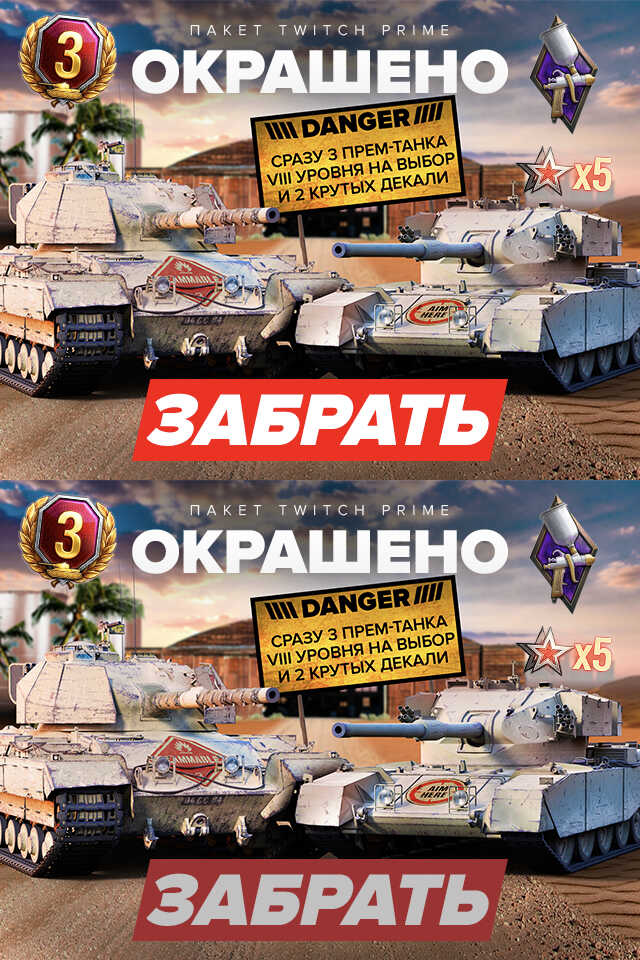 3
ПАКЕТ TWITCH PRIME
ОКРАШЕНО
DANGER
СРАЗУ 3 ПРЕМ-ТАНКА
VIII УРОВНЯ НА ВЫБОР
И 2 КРУТЫХ ДЕКАЛИ
x5
AIM
HERE
ЗАБРАТЬ
3
ПАКЕТ TWITCH PRIME
ОКРАШЕНО
DANGER
СРАЗУ 3 ПРЕМ-ТАНКА
VIII УРОВНЯ НА ВЫБОР
И 2 КРУТЫХ ДЕКАЛИ
x5
AIM
HERE
ЗАБРАТЬ